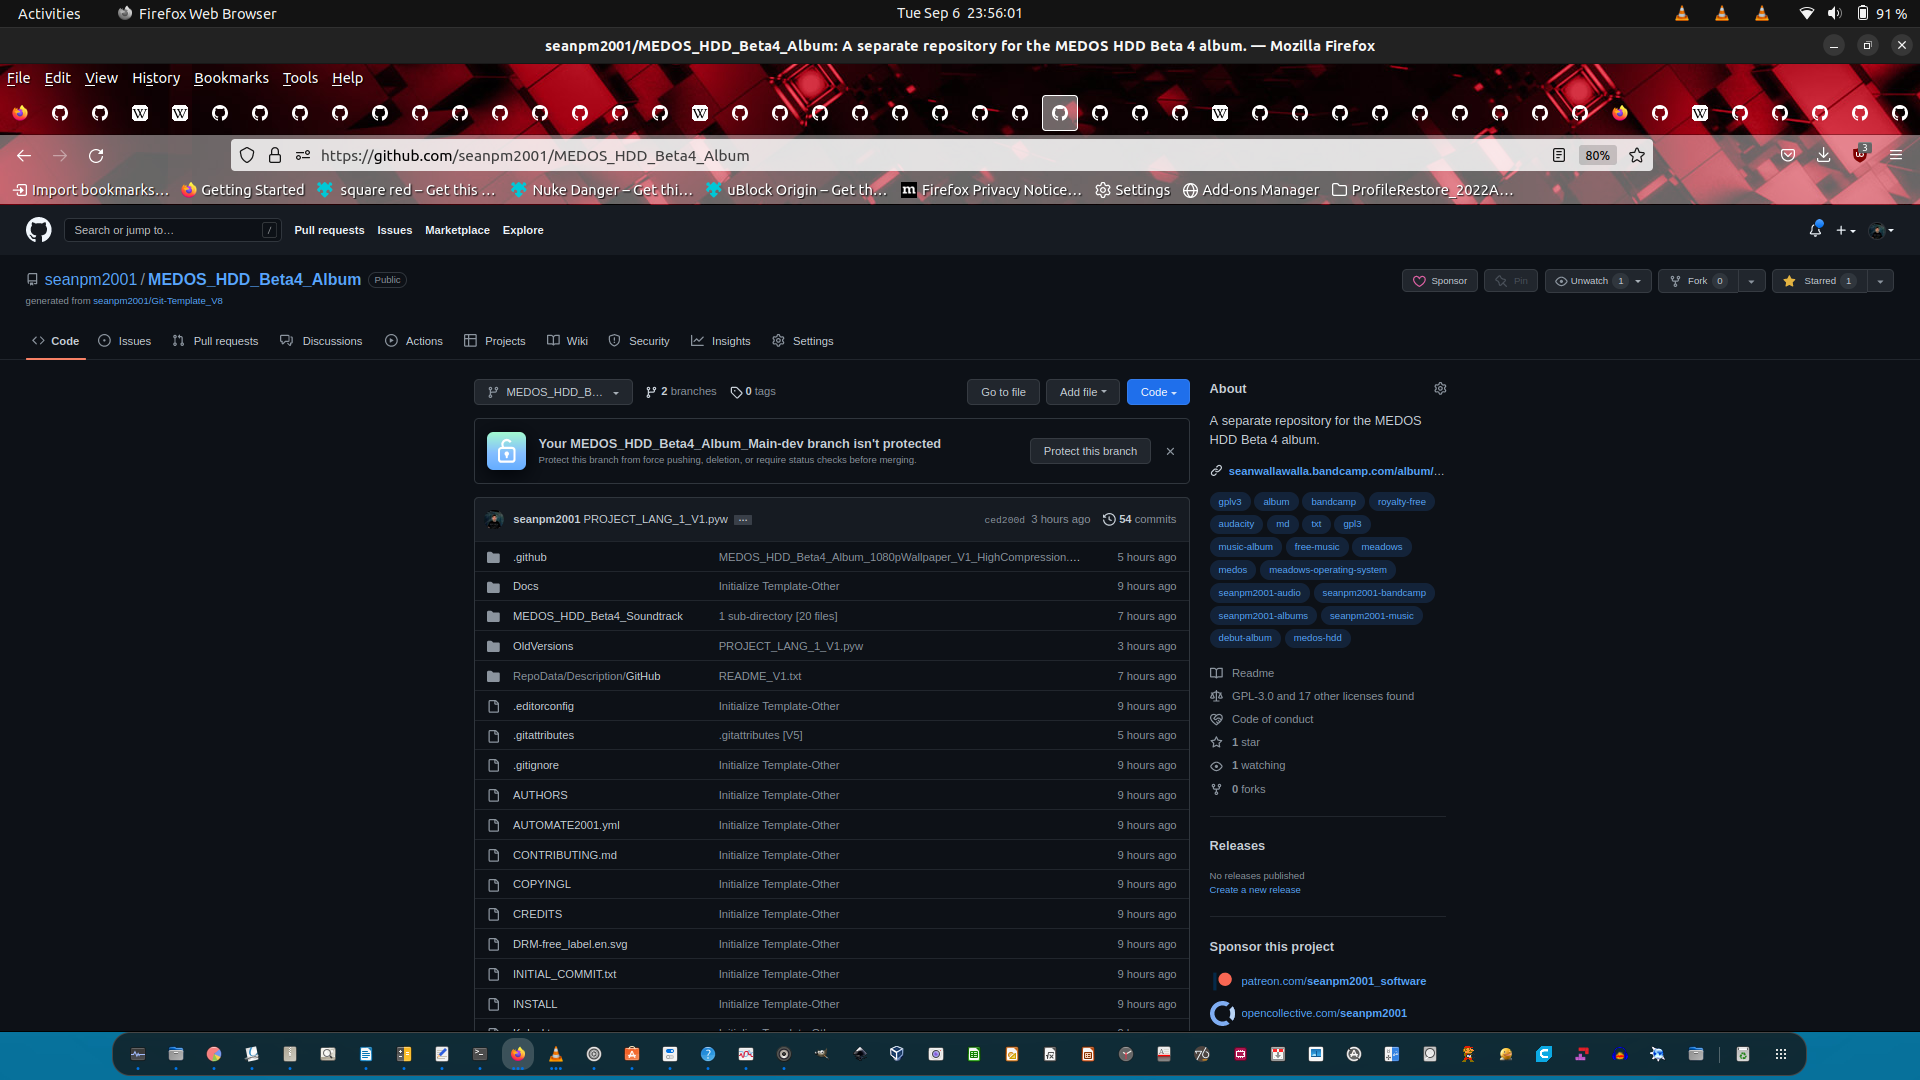 Activities Firefox Web Browser Tue Sep 6 23:56:01 91 %
seanpm2001/MEDOS_HDD_Beta4_Album: A separate repository for the MEDOS HDD Beta 4 album. — Mozilla Firefox
File Edit View History Bookmarks Tools Help
https://github.com/seanpm2001/MEDOS_HDD_Beta4_Album 80% 3
Import bookmarks… Getting Started square red – Get this … Nuke Danger – Get thi… uBlock Origin – Get th… Firefox Privacy Notice… Settings Add-ons Manager ProfileRestore_2022A…
Search or jump to… / Pull requests Issues Marketplace Explore
seanpm2001 / MEDOS_HDD_Beta4_Album Public Sponsor Pin Unwatch 1 Fork 0 Starred 1
generated from seanpm2001/Git-Template_V8
Code Issues Pull requests Discussions Actions Projects Wiki Security Insights Settings
MEDOS_HDD_B… 2 branches 0 tags Go to file Add file Code
Your MEDOS_HDD_Beta4_Album_Main-dev branch isn't protected
Protect this branch from force pushing, deletion, or require status checks before merging.
Protect this branch
seanpm2001 PROJECT_LANG_1_V1.pyw … ced200d 3 hours ago 54 commits
.github MEDOS_HDD_Beta4_Album_1080pWallpaper_V1_HighCompression.… 5 hours ago
Docs Initialize Template-Other 9 hours ago
MEDOS_HDD_Beta4_Soundtrack 1 sub-directory [20 files] 7 hours ago
OldVersions PROJECT_LANG_1_V1.pyw 3 hours ago
RepoData/Description/GitHub README_V1.txt 7 hours ago
.editorconfig Initialize Template-Other 9 hours ago
.gitattributes .gitattributes [V5] 5 hours ago
.gitignore Initialize Template-Other 9 hours ago
AUTHORS Initialize Template-Other 9 hours ago
AUTOMATE2001.yml Initialize Template-Other 9 hours ago
CONTRIBUTING.md Initialize Template-Other 9 hours ago
COPYINGL Initialize Template-Other 9 hours ago
CREDITS Initialize Template-Other 9 hours ago
DRM-free_label.en.svg Initialize Template-Other 9 hours ago
INITIAL_COMMIT.txt Initialize Template-Other 9 hours ago
INSTALL Initialize Template-Other 9 hours ago
About
A separate repository for the MEDOS
HDD Beta 4 album.
seanwallawalla.bandcamp.com/album/…
gplv3 album bandcamp royalty-free
audacity md txt gpl3
music-album free-music meadows
medos meadows-operating-system
seanpm2001-audio seanpm2001-bandcamp
seanpm2001-albums seanpm2001-music
debut-album medos-hdd
Readme
GPL-3.0 and 17 other licenses found
Code of conduct
1 star
1 watching
0 forks
Releases
No releases published
Create a new release
Sponsor this project
patreon.com/seanpm2001_software
opencollective.com/seanpm2001